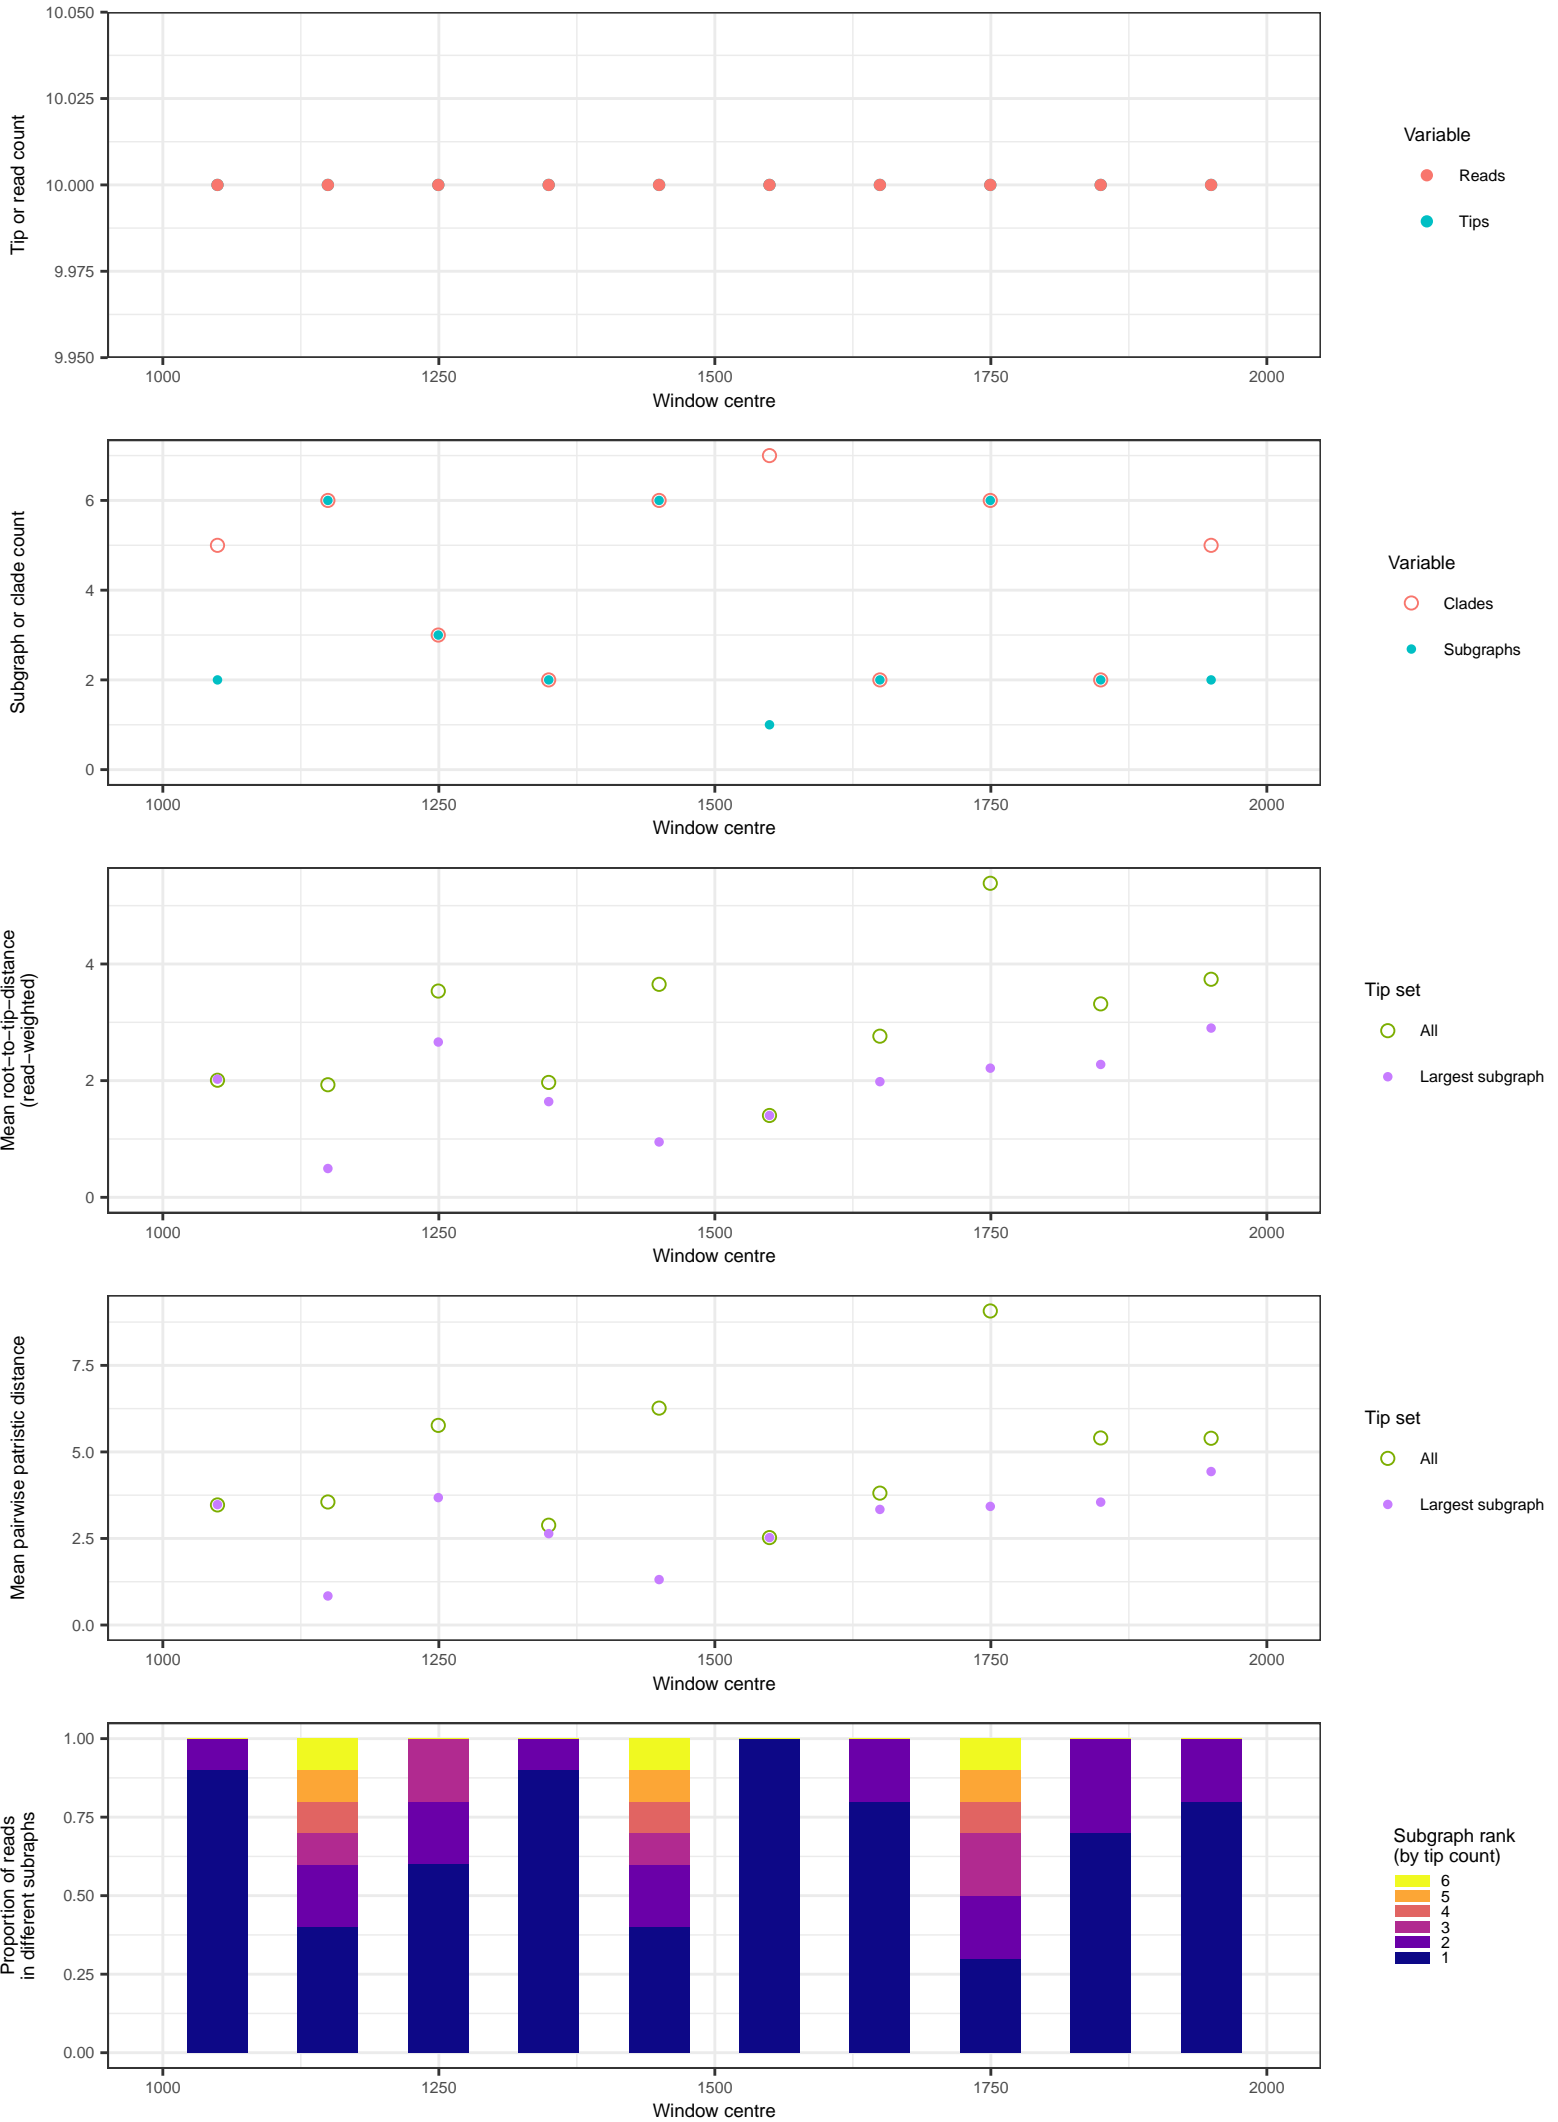 10.050
10.025
10.000
9.975
9.950
Tip or read count
1000 1250 1500 1750 2000
Window centre
Variable
Reads
Tips
6
4
2
0
Subgraph or clade count
1000 1250 1500 1750 2000
Window centre
Variable
Clades
Subgraphs
4
2
0
Mean root−to−tip−distance
(read−weighted)
1000 1250 1500 1750 2000
Window centre
Tip set
All
Largest subgraph
7.5
5.0
2.5
0.0
Mean pairwise patristic distance
1000 1250 1500 1750 2000
Window centre
Tip set
All
Largest subgraph
1.00
0.75
0.50
0.25
0.00
Proportion of reads
in different subraphs
1000 1250 1500 1750 2000
Window centre
Subgraph rank
(by tip count)
6
5
4
3
2
1